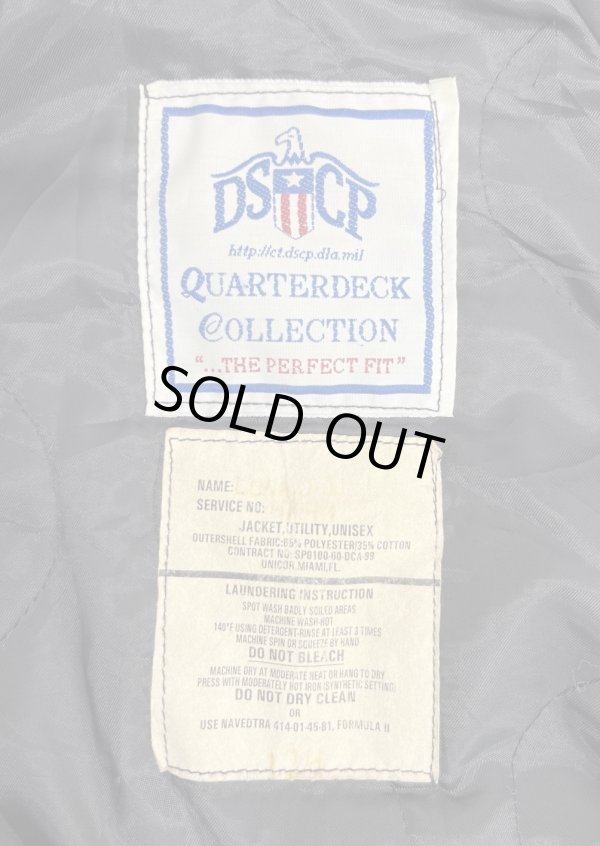 DSCP
http://ct.dscp.dla.mil
QUARTERDECK
COLLECTION
"...THE PERFECT FIT"
SOLD OUT
NAME:
SERVICE NO:
JACKET,UTILITY,UNISEX
OUTERSHELL FABRIC:65% POLYESTER/35% COTTON
CONTRACT NO: SP0100-60-DCA-99
UNICOR,MIAMI,FL.
LAUNDERING INSTRUCTION
SPOT WASH BADLY SOILED AREAS
MACHINE WASH-HOT
140°F USING DETERGENT-RINSE AT LEAST 3 TIMES
MACHINE SPIN OR SQUEEZE BY HAND
DO NOT BLEACH
MACHINE DRY AT MODERATE HEAT OR HANG TO DRY
PRESS WITH MODERATELY HOT IRON (SYNTHETIC SETTING)
DO NOT DRY CLEAN
OR
USE NAVEDTRA 414-01-45-81, FORMULA II